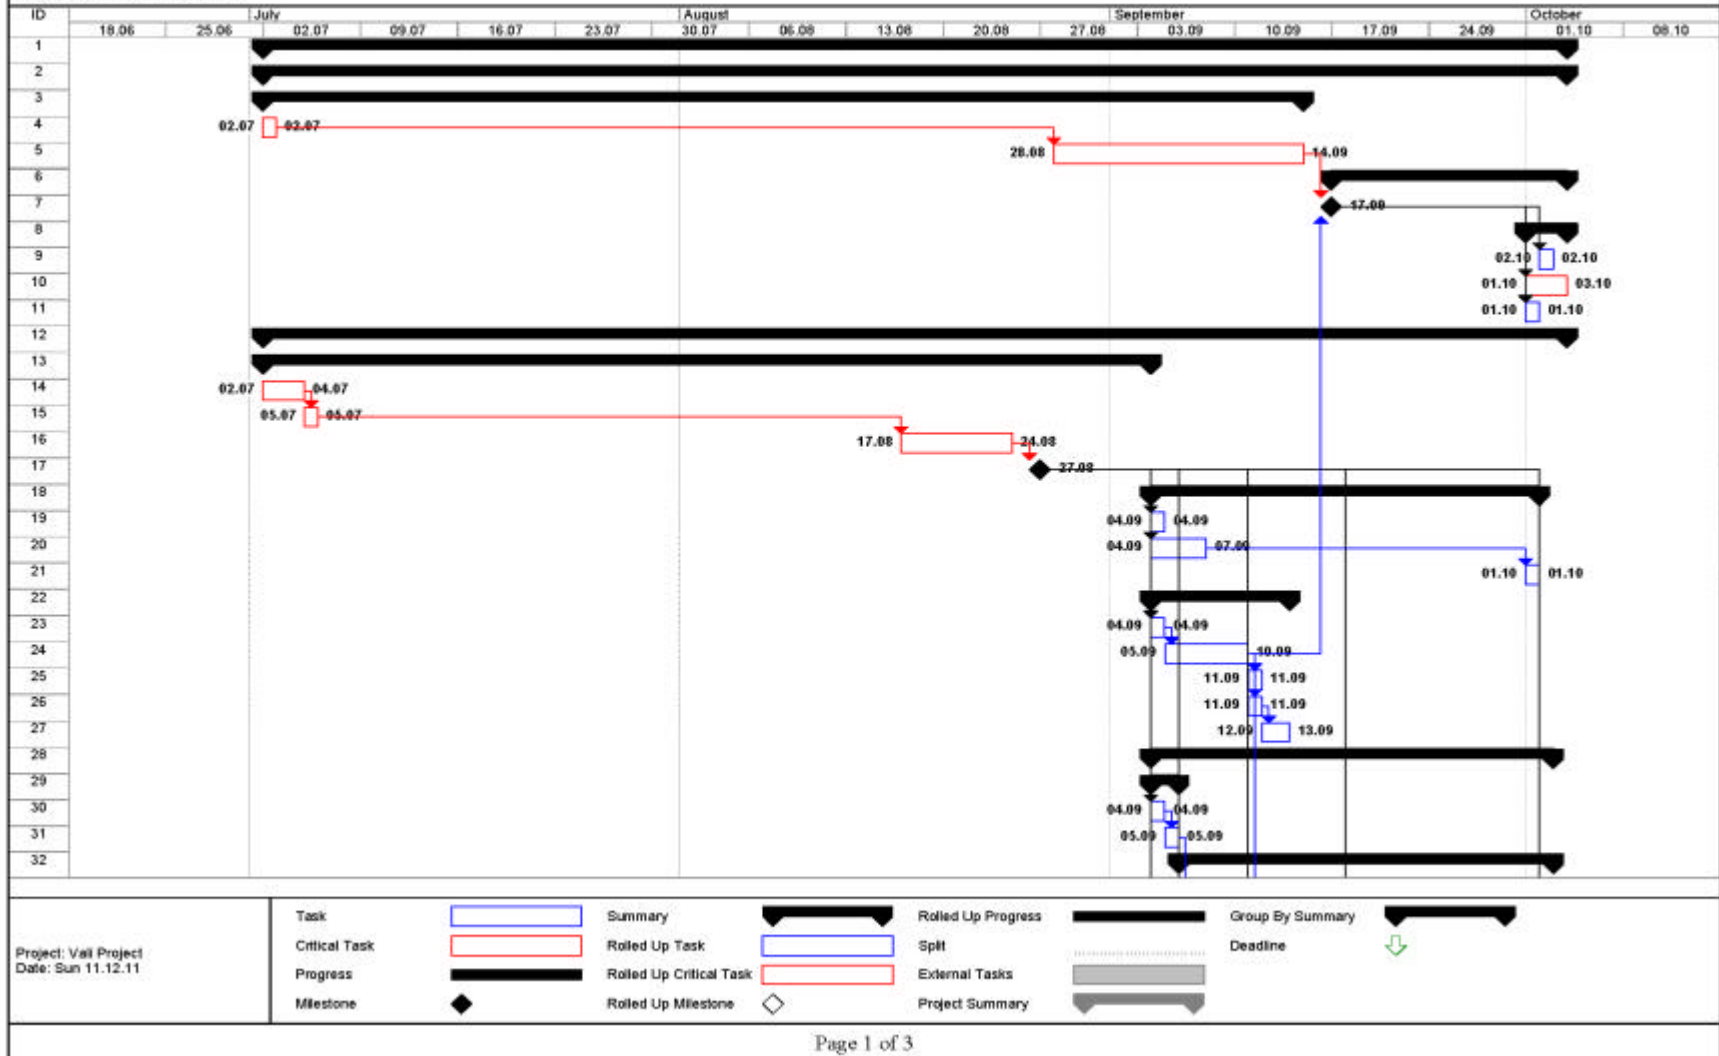 ID July August September October
18.06 25.06 02.07 09.07 16.07 23.07 30.07 06.08 13.08 20.08 27.08 03.09 10.09 17.09 24.09 01.10 08.10
1
2
3
4 02.07 02.07
5 28.08 14.09
6
7 17.09
8
9 02.10 02.10
10 01.10 03.10
11 01.10 01.10
12
13
14 02.07 04.07
15 05.07 05.07
16 17.08 24.08
17 27.08
18
19 04.09 04.09
20 04.09 07.09
21 01.10 01.10
22
23 04.09 04.09
24 05.09 10.09
25 11.09 11.09
26 11.09 11.09
27 12.09 13.09
28
29
30 04.09 04.09
31 05.09 05.09
32
Project: Vali Project
Date: Sun 11.12.11
Task Summary Rolled Up Progress Group By Summary
Critical Task Rolled Up Task Split Deadline
Progress Rolled Up Critical Task External Tasks
Milestone Rolled Up Milestone Project Summary
Page 1 of 3